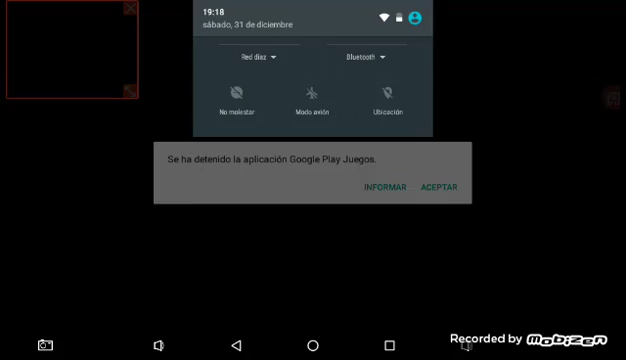 19:18
sábado, 31 de diciembre
Red díaz
Bluetooth
No molestar
Modo avión
Ubicación
Se ha detenido la aplicación Google Play Juegos.
INFORMAR
ACEPTAR
Recorded by mobizen